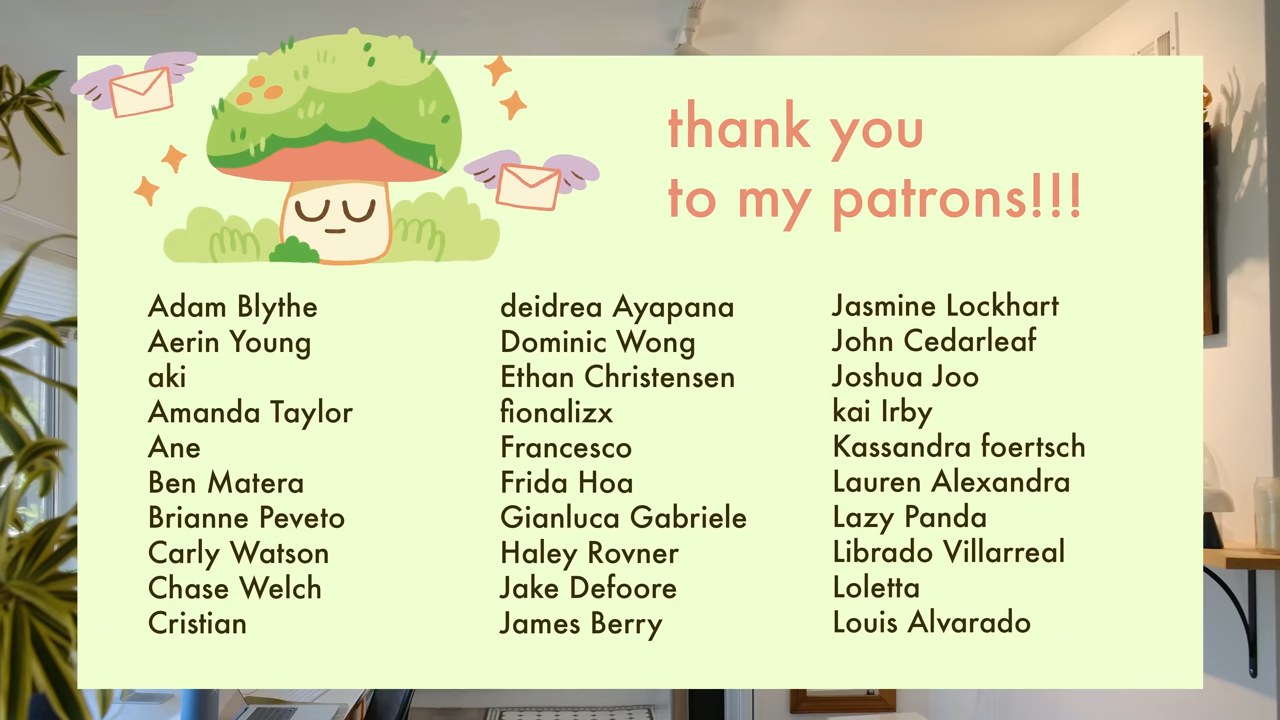 thank you
to my patrons!!!
Adam Blythe
Aerin Young
aki
Amanda Taylor
Ane
Ben Matera
Brianne Peveto
Carly Watson
Chase Welch
Cristian
deidrea Ayapana
Dominic Wong
Ethan Christensen
fionalizx
Francesco
Frida Hoa
Gianluca Gabriele
Haley Rovner
Jake Defoore
James Berry
Jasmine Lockhart
John Cedarleaf
Joshua Joo
kai Irby
Kassandra foertsch
Lauren Alexandra
Lazy Panda
Librado Villarreal
Loletta
Louis Alvarado